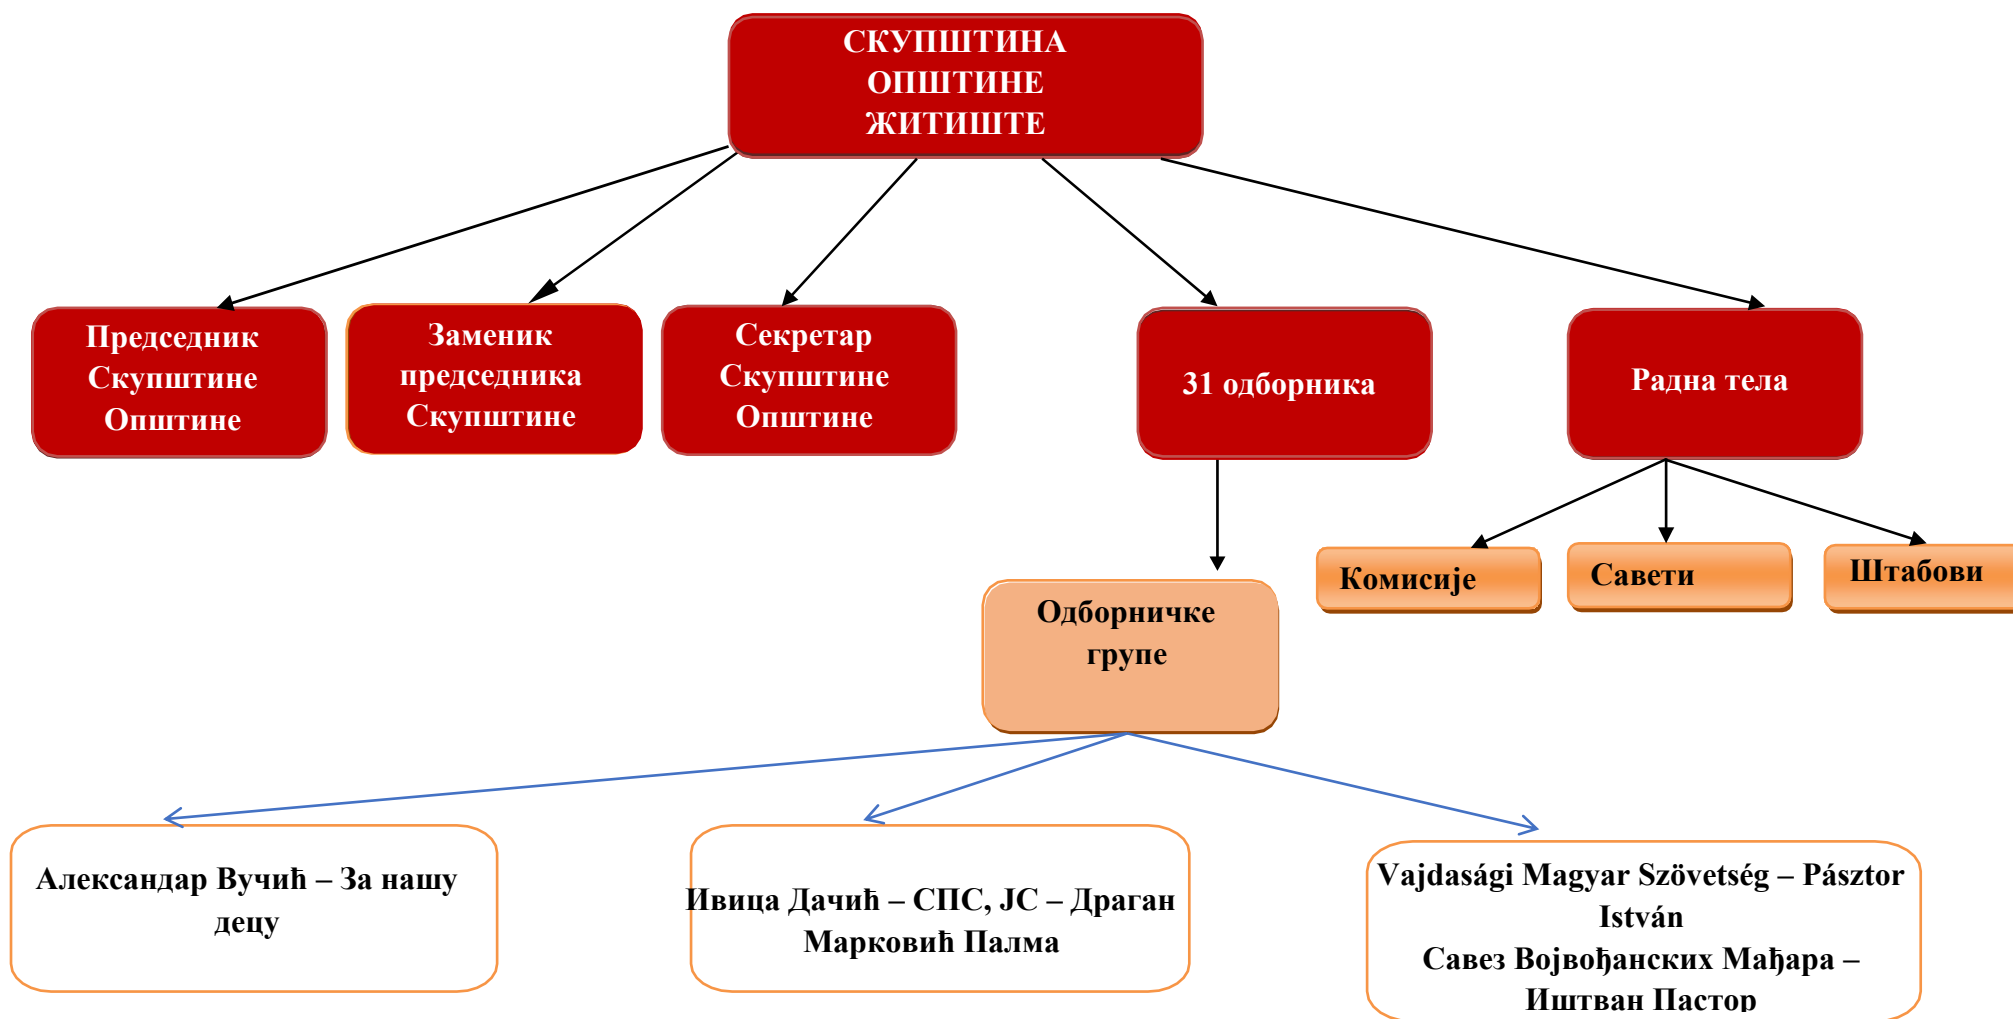 СКУПШТИНА
ОПШТИНЕ
ЖИТИШТЕ
Председник
Скупштине
Општине
Заменик
председника
Скупштине
Секретар
Скупштине
Општине
31 одборника
Радна тела
Комисије
Савети
Штабови
Одборничке
групе
Александар Вучић – За нашу
децу
Ивица Дачић – СПС, ЈС – Драган
Марковић Палма
Vajdasági Magyar Szövetség – Pásztor
István
Савез Војвођанских Мађара –
Иштван Пастор